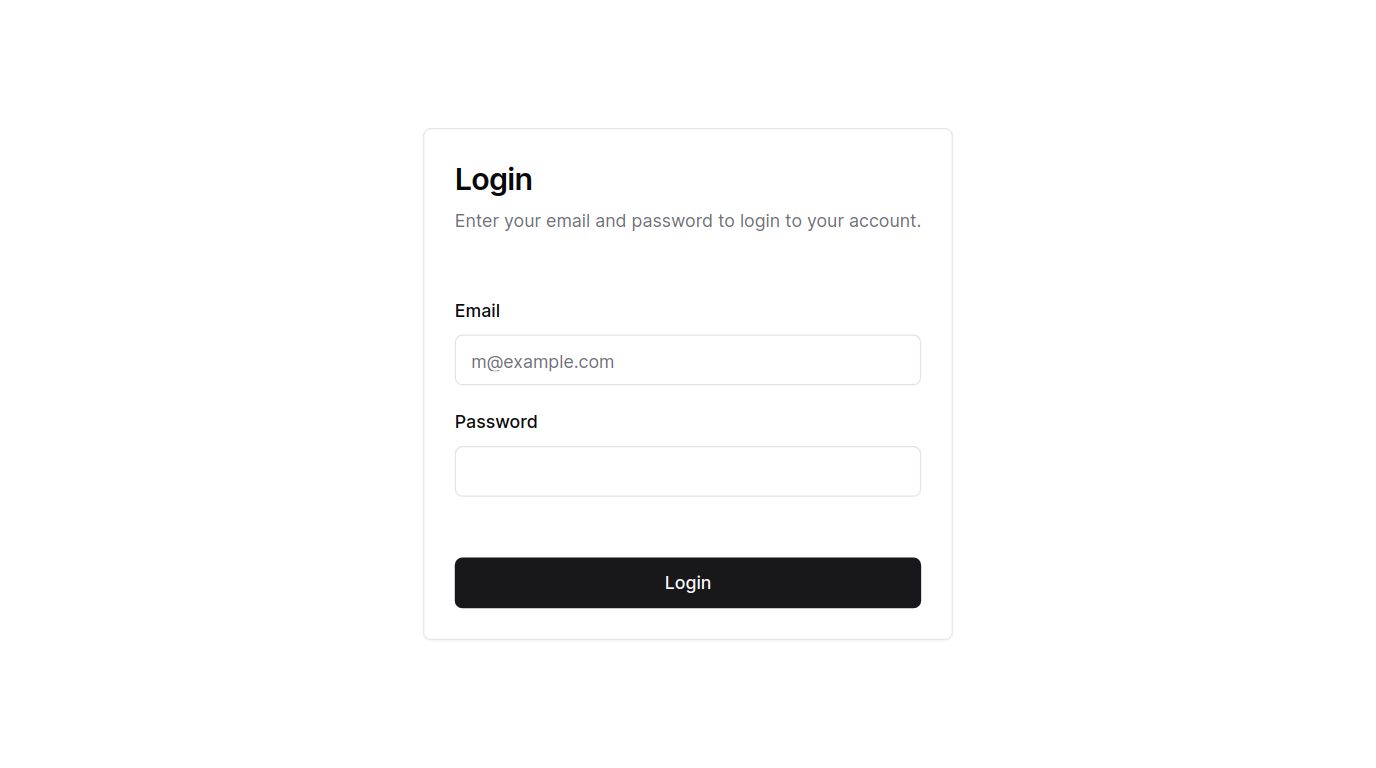 Login
Enter your email and password to login to your account.
Email
m@example.com
Password
Login